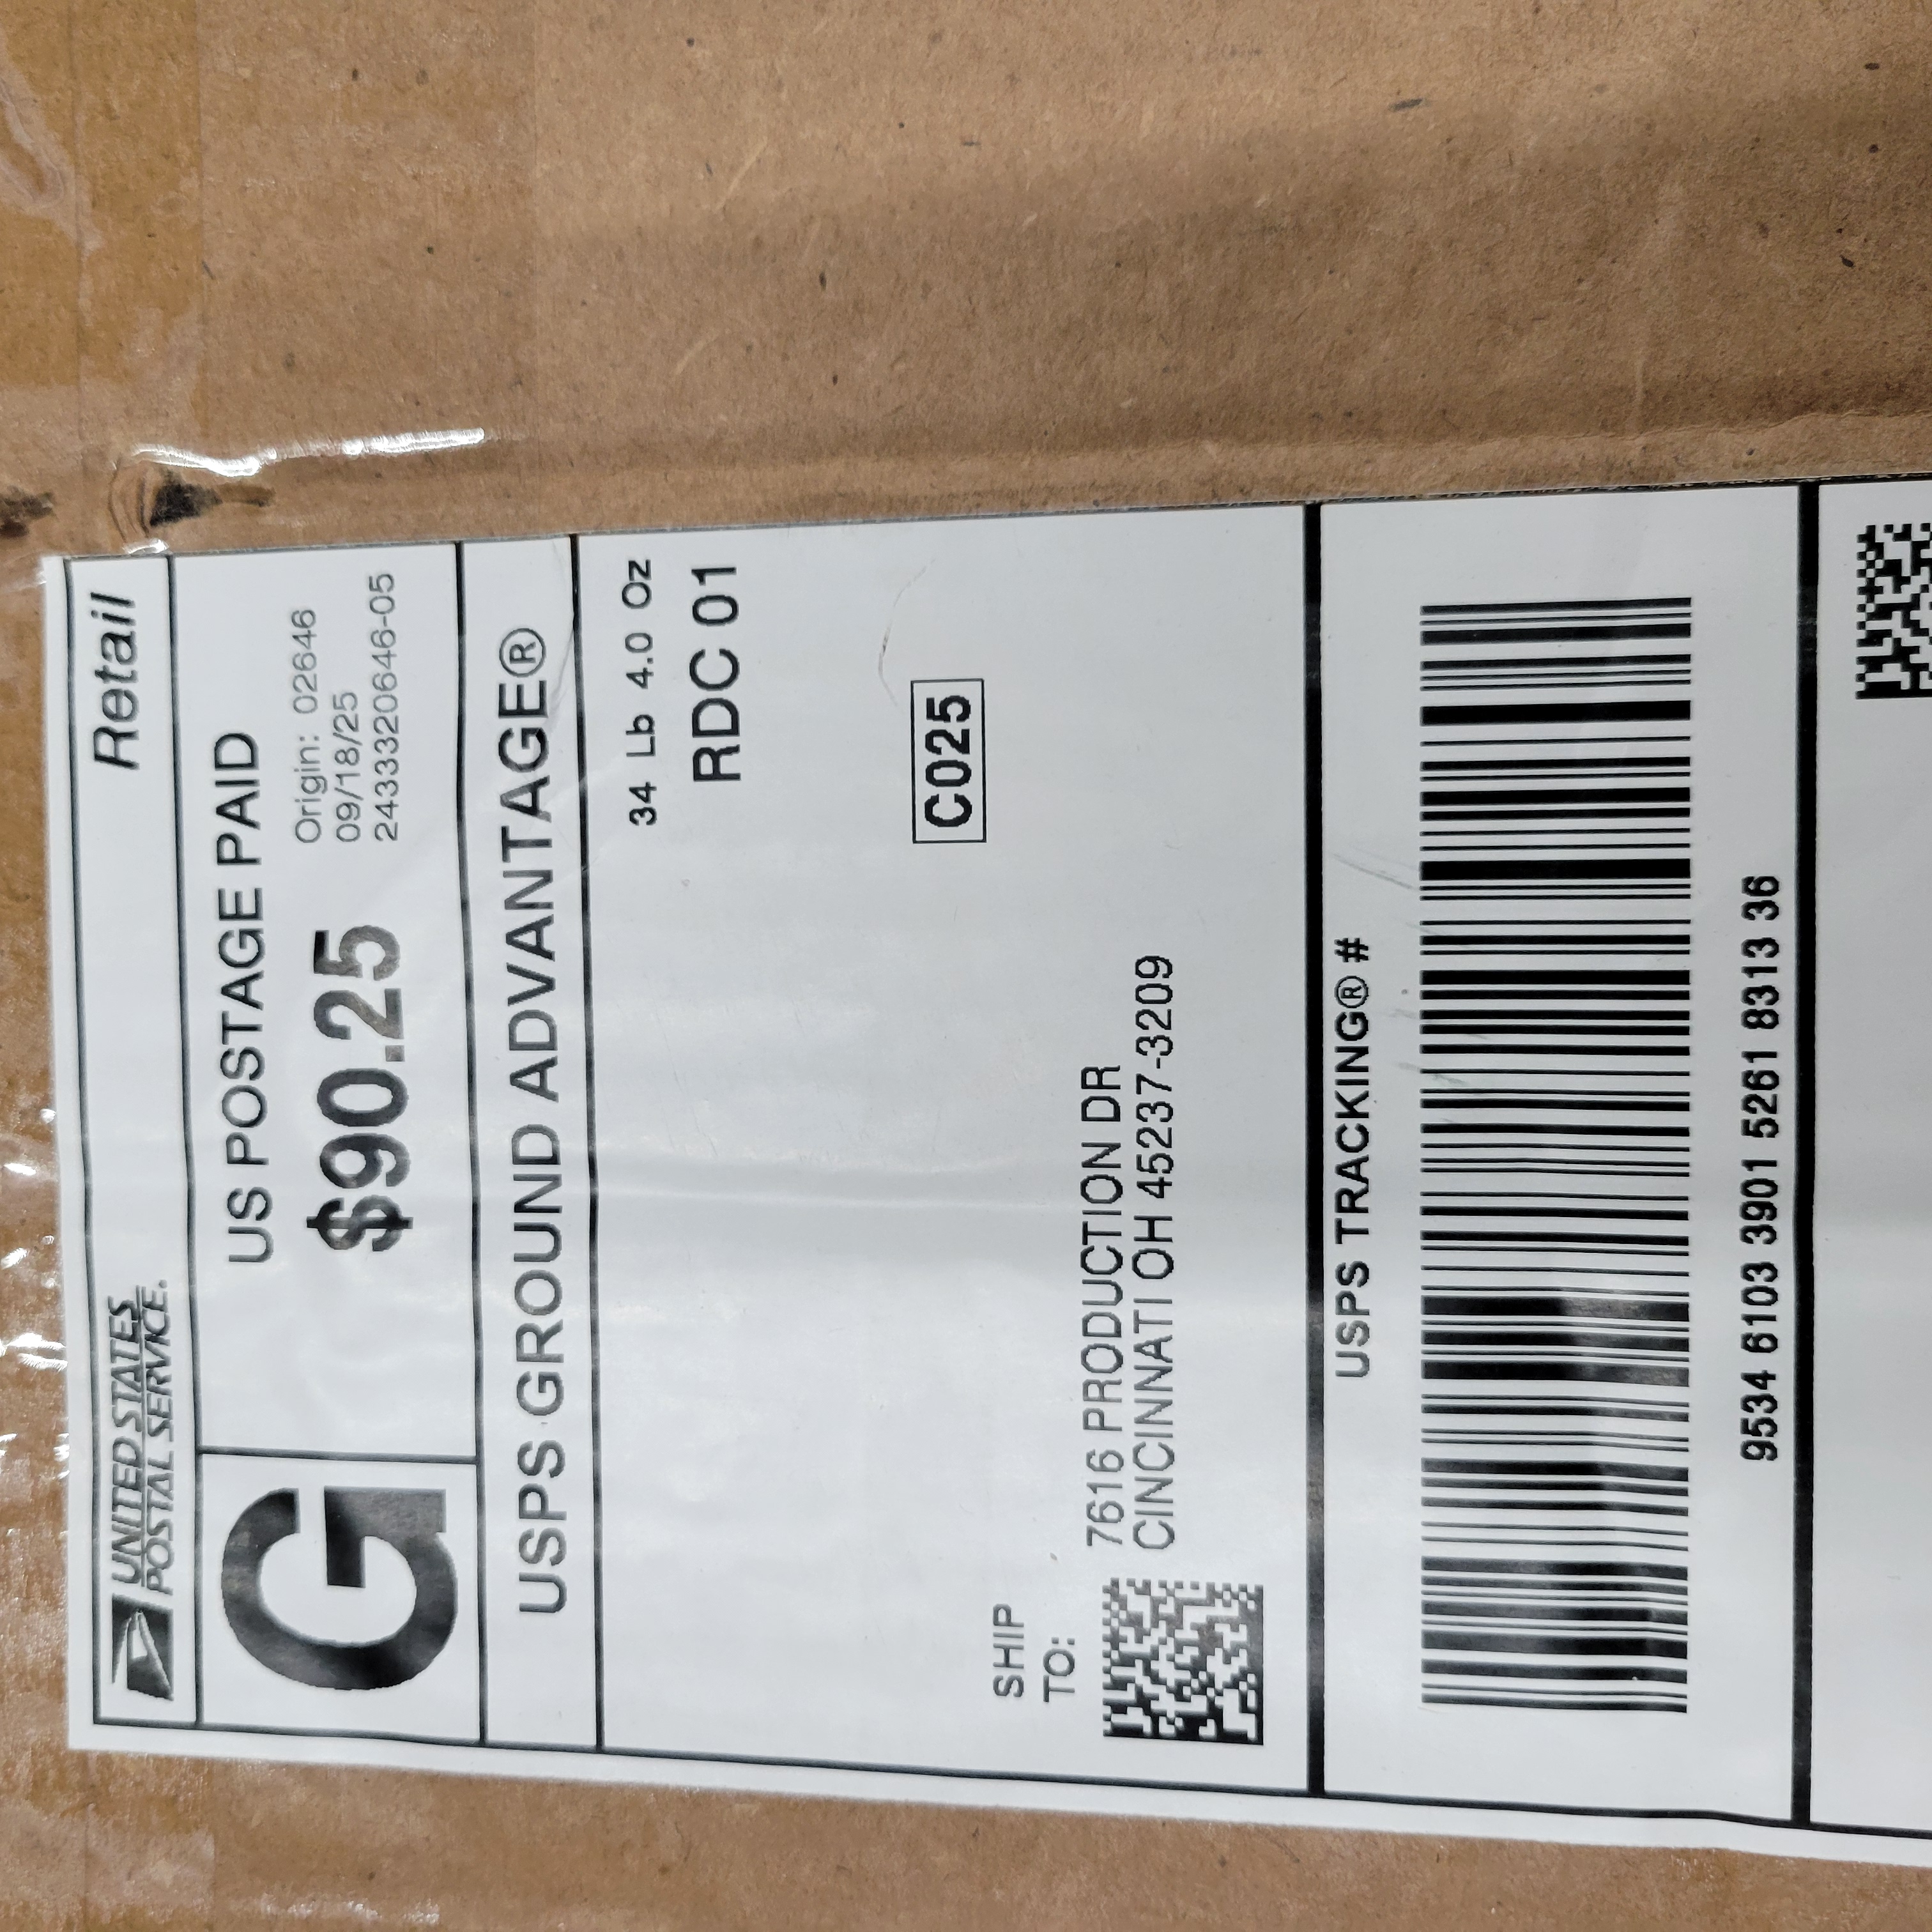 UNITED STATES
POSTAL SERVICE.
Retail
G
US POSTAGE PAID
$90.25
Origin: 02646
09/18/25
2433320646-05
USPS GROUND ADVANTAGE®
34 Lb 4.0 Oz
RDC 01
C025
SHIP
TO:
7616 PRODUCTION DR
CINCINNATI OH 45237-3209
USPS TRACKING® #
9534 6103 3901 5261 8313 36